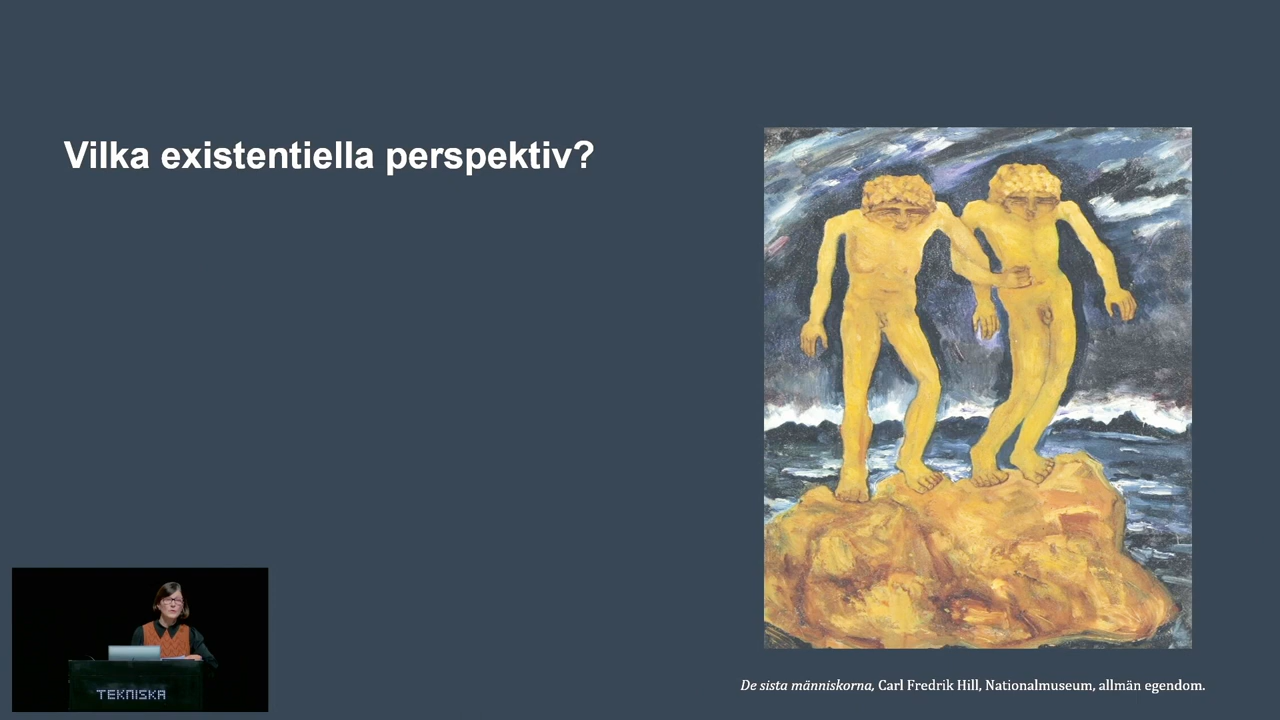 Vilka existentiella perspektiv?
TEKNISKA
De sista människorna, Carl Fredrik Hill, Nationalmuseum, allmän egendom.